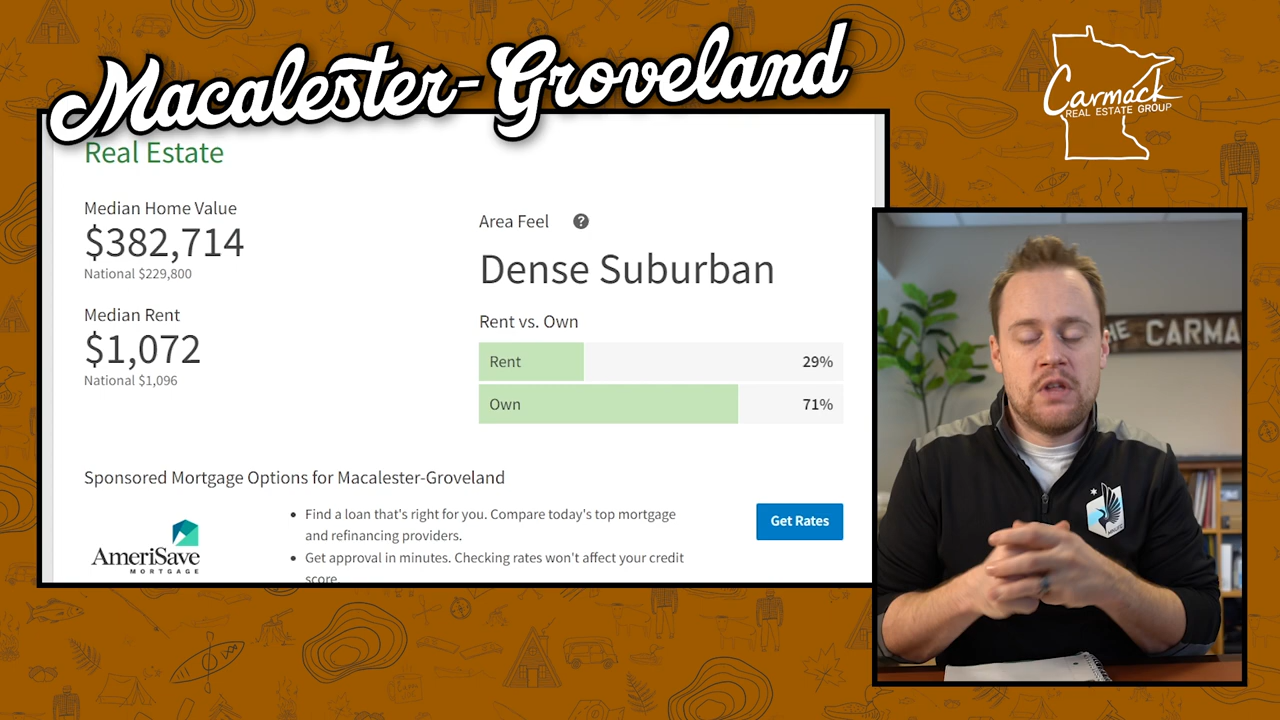 Macalester-Groveland
Carmack
REAL ESTATE GROUP
Real Estate
Median Home Value
$382,714
National $229,800
Median Rent
$1,072
National $1,096
Area Feel ?
Dense Suburban
Rent vs. Own
Rent 29%
Own 71%
Sponsored Mortgage Options for Macalester-Groveland
AmeriSave
MORTGAGE
• Find a loan that's right for you. Compare today's top mortgage
and refinancing providers.
• Get approval in minutes. Checking rates won't affect your credit
score.
Get Rates
HE CARMA